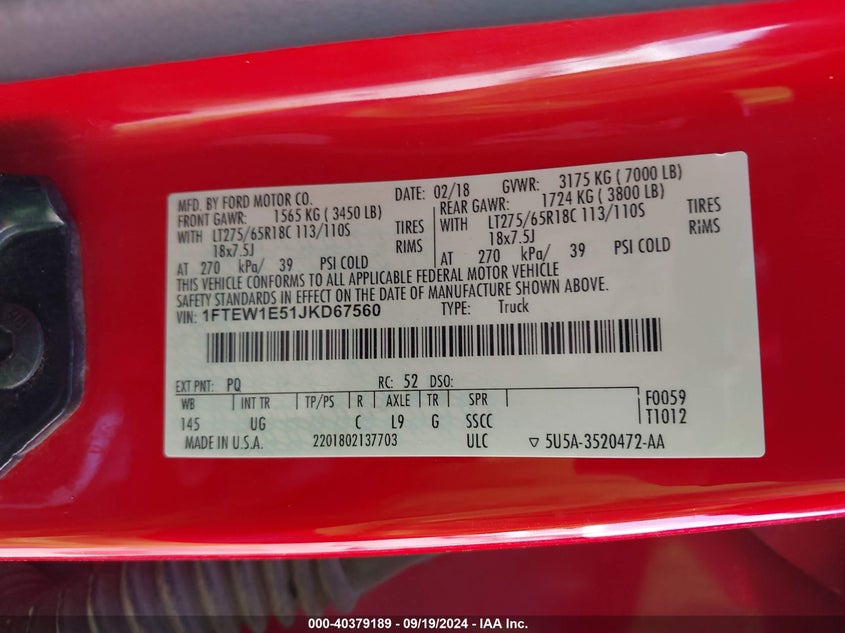 MFD. BY FORD MOTOR CO. DATE: 02/18 GVWR: 3175 KG ( 7000 LB)
FRONT GAWR: 1565 KG ( 3450 LB) REAR GAWR: 1724 KG ( 3800 LB)
WITH LT275/65R18C 113/110S TIRES WITH LT275/65R18C 113/110S TIRES
18x7.5J RIMS 18x7.5J RIMS
AT 270 kPa/ 39 PSI COLD AT 270 kPa/ 39 PSI COLD
THIS VEHICLE CONFORMS TO ALL APPLICABLE FEDERAL MOTOR VEHICLE
SAFETY STANDARDS IN EFFECT ON THE DATE OF MANUFACTURE SHOWN ABOVE.
VIN: 1FTEW1E51JKD67560 TYPE: Truck
EXT PNT: PQ RC: 52 DSO:
WB INT TR TP/PS R AXLE TR SPR F0059
145 UG C L9 G SSCC T1012
MADE IN U.S.A. 2201802137703 ULC ▽ 5U5A-3520472-AA
000-40379189 - 09/19/2024 - IAA Inc.